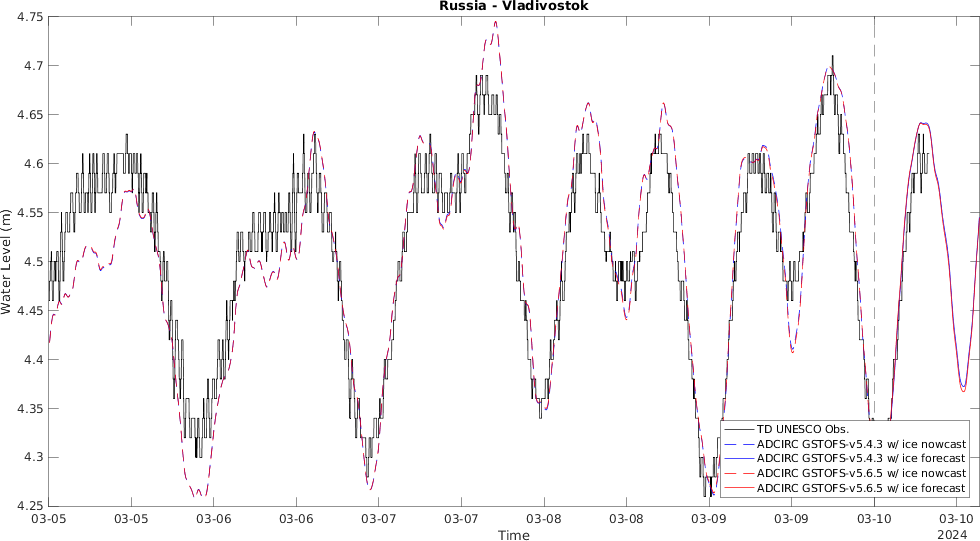 Russia - Vladivostok
Water Level (m)
4.75
4.7
4.65
4.6
4.55
4.5
4.45
4.4
4.35
4.3
4.25
TD UNESCO Obs.
ADCIRC GSTOFS-v5.4.3 w/ ice nowcast
ADCIRC GSTOFS-v5.4.3 w/ ice forecast
ADCIRC GSTOFS-v5.6.5 w/ ice nowcast
ADCIRC GSTOFS-v5.6.5 w/ ice forecast
03-05 03-05 03-06 03-06 03-07 03-07 03-08 03-08 03-09 03-09 03-10 03-10
Time
2024